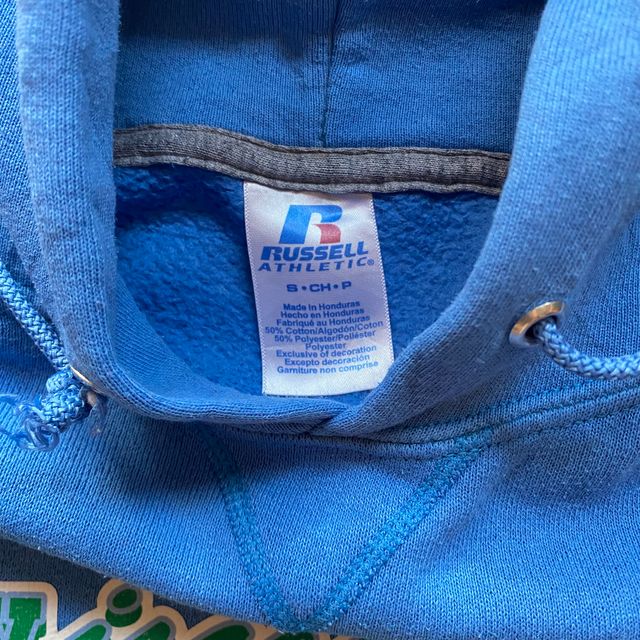 R
RUSSELL
ATHLETIC®
S • CH • P
Made in Honduras
Hecho en Honduras
Fabriqué au Honduras
50% Cotton/Algodón/Coton
50% Polyester/Poliéster
Polyester
Exclusive of decoration
Excepto decoración
Garniture non comprise